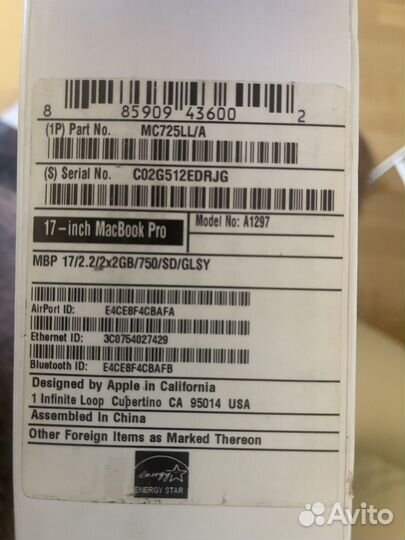 8 85909 43600 2
(1P) Part No. MC725LL/A
(S) Serial No. C02G512EDRJG
17-inch MacBook Pro Model No: A1297
MBP 17/2.2/2x2GB/750/SD/GLSY
AirPort ID: E4CE8F4CBAFA
Ethernet ID: 3C0754027429
Bluetooth ID: E4CE8F4CBAFB
Designed by Apple in California
1 Infinite Loop Cupertino CA 95014 USA
Assembled In China
Other Foreign Items as Marked Thereon
energy
ENERGY STAR
Avito